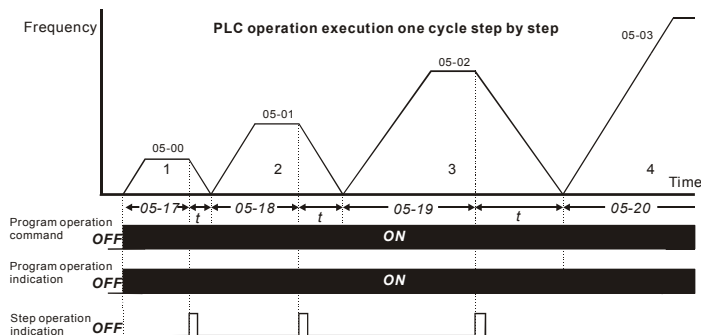 Frequency
PLC operation execution one cycle step by step
05-03
05-02
05-01
05-00
1
2
3
4
Time
05-17
t
05-18
t
05-19
t
05-20
Program operation
command
OFF
ON
Program operation
indication
OFF
ON
Step operation
indication
OFF